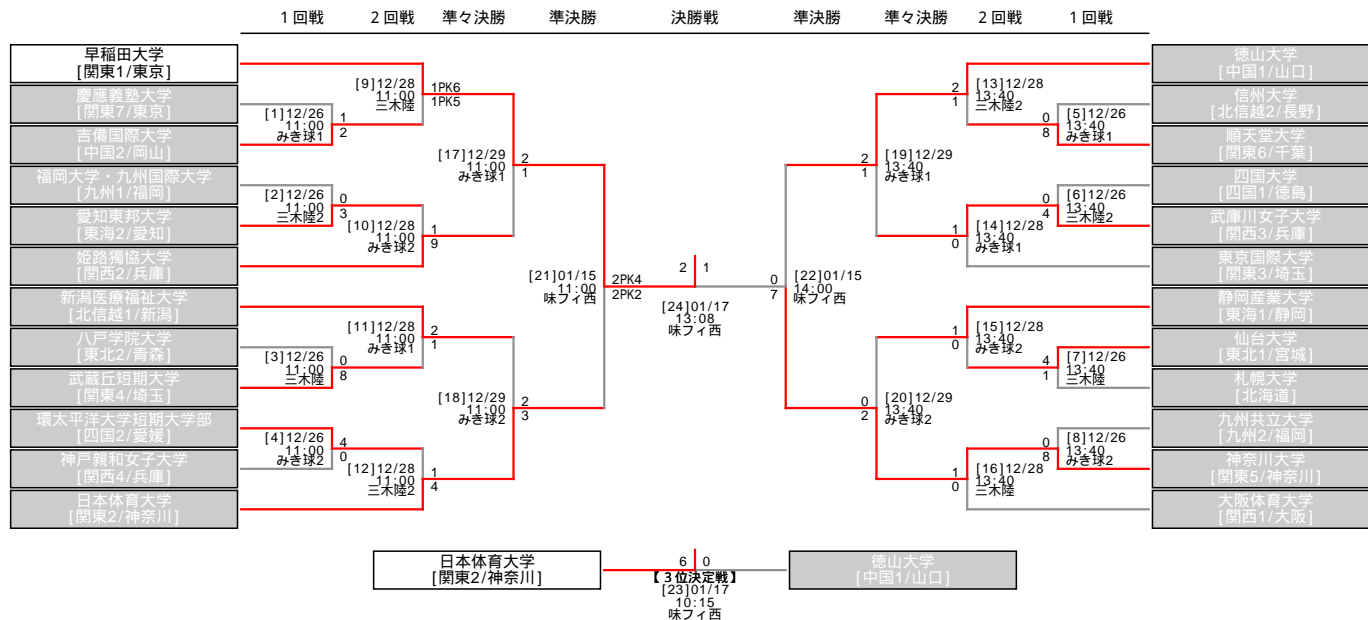 1回戦 2回戦 準々決勝 準決勝 決勝戦 準決勝 準々決勝 2回戦 1回戦
早稲田大学
[関東1/東京]
慶應義塾大学
[関東7/東京]
吉備国際大学
[中国2/岡山]
福岡大学・九州国際大学
[九州1/福岡]
愛知東邦大学
[東海2/愛知]
姫路獨協大学
[関西2/兵庫]
新潟医療福祉大学
[北信越1/新潟]
八戸学院大学
[東北2/青森]
武蔵丘短期大学
[関東4/埼玉]
環太平洋大学短期大学部
[四国2/愛媛]
神戸親和女子大学
[関西4/兵庫]
日本体育大学
[関東2/神奈川]
[1]12/26
11:00
みき球1
1
2
[2]12/26
11:00
三木陸2
0
3
[3]12/26
11:00
三木陸
0
8
[4]12/26
11:00
みき球2
4
0
[9]12/28
11:00
三木陸
1PK6
1PK5
[10]12/28
11:00
みき球2
1
9
[11]12/28
11:00
みき球1
2
1
[12]12/28
11:00
三木陸2
1
4
[17]12/29
11:00
みき球1
2
1
[18]12/29
11:00
みき球2
2
3
[21]01/15
11:00
味フィ西
2PK4
2PK2
2 1
[24]01/17
13:08
味フィ西
0
7
[22]01/15
14:00
味フィ西
2
1
[19]12/29
13:40
みき球1
0
2
[20]12/29
13:40
みき球2
2
1
[13]12/28
13:40
三木陸2
1
0
[14]12/28
13:40
みき球1
1
0
[15]12/28
13:40
みき球2
1
0
[16]12/28
13:40
三木陸
0
8
[5]12/26
13:40
みき球1
0
4
[6]12/26
13:40
三木陸2
4
1
[7]12/26
13:40
三木陸
0
8
[8]12/26
13:40
みき球2
徳山大学
[中国1/山口]
信州大学
[北信越2/長野]
順天堂大学
[関東6/千葉]
四国大学
[四国1/徳島]
武庫川女子大学
[関西3/兵庫]
東京国際大学
[関東3/埼玉]
静岡産業大学
[東海1/静岡]
仙台大学
[東北1/宮城]
札幌大学
[北海道]
九州共立大学
[九州2/福岡]
神奈川大学
[関東5/神奈川]
大阪体育大学
[関西1/大阪]
日本体育大学
[関東2/神奈川]
6 0
【3位決定戦】
[23]01/17
10:15
味フィ西
徳山大学
[中国1/山口]